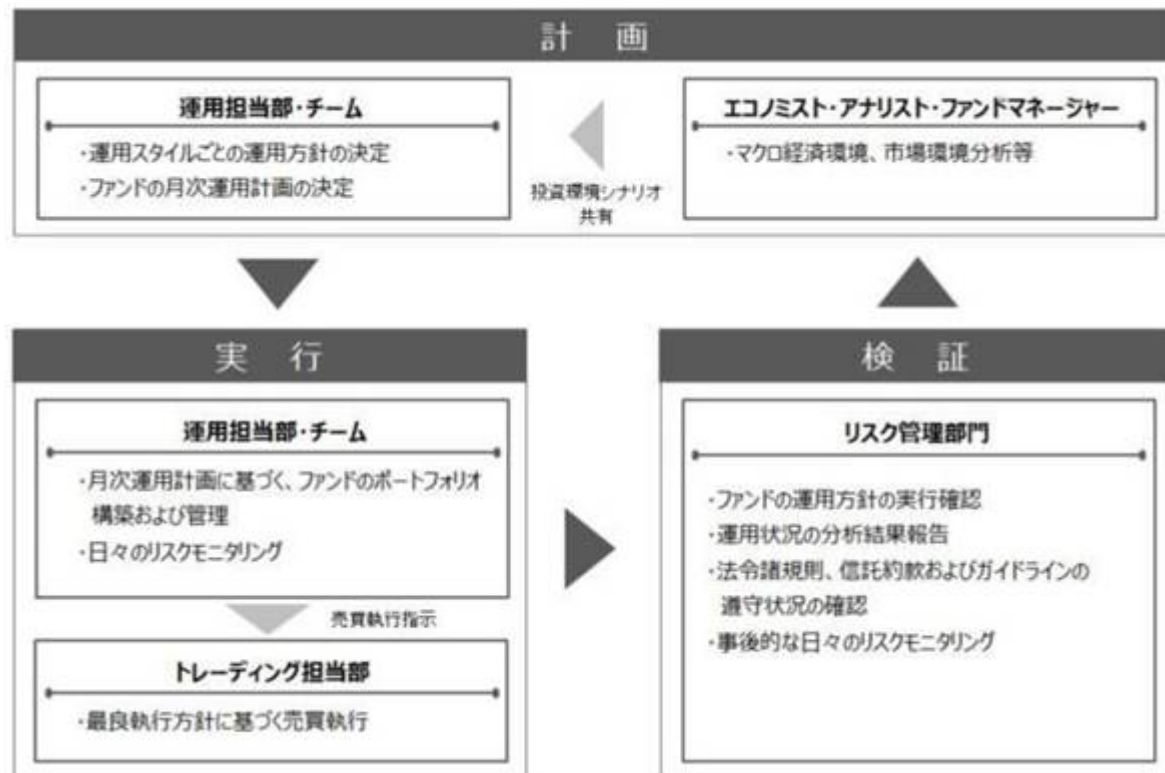 計 画
運用担当部・チーム
・運用スタイルごとの運用方針の決定
・ファンドの月次運用計画の決定
投資環境シナリオ
共有
エコノミスト・アナリスト・ファンドマネージャー
・マクロ経済環境、市場環境分析等
実 行
運用担当部・チーム
・月次運用計画に基づく、ファンドのポートフォリオ
構築および管理
・日々のリスクモニタリング
売買執行指示
トレーディング担当部
・最良執行方針に基づく売買執行
検 証
リスク管理部門
・ファンドの運用方針の実行確認
・運用状況の分析結果報告
・法令諸規則、信託約款およびガイドラインの
遵守状況の確認
・事後的な日々のリスクモニタリング